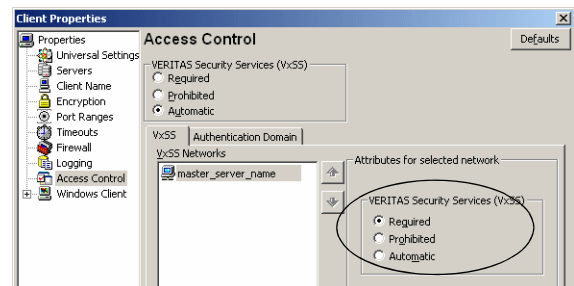 Client Properties
Properties
Universal Settings
Servers
Client Name
Encryption
Port Ranges
Timeouts
Firewall
Logging
Access Control
Windows Client
Access Control
Defaults
VERITAS Security Services (VxSS)
Required
Prohibited
Automatic
VxSS
Authentication Domain
VxSS Networks
master_server_name
Attributes for selected network
VERITAS Security Services (VxSS)
Required
Prohibited
Automatic